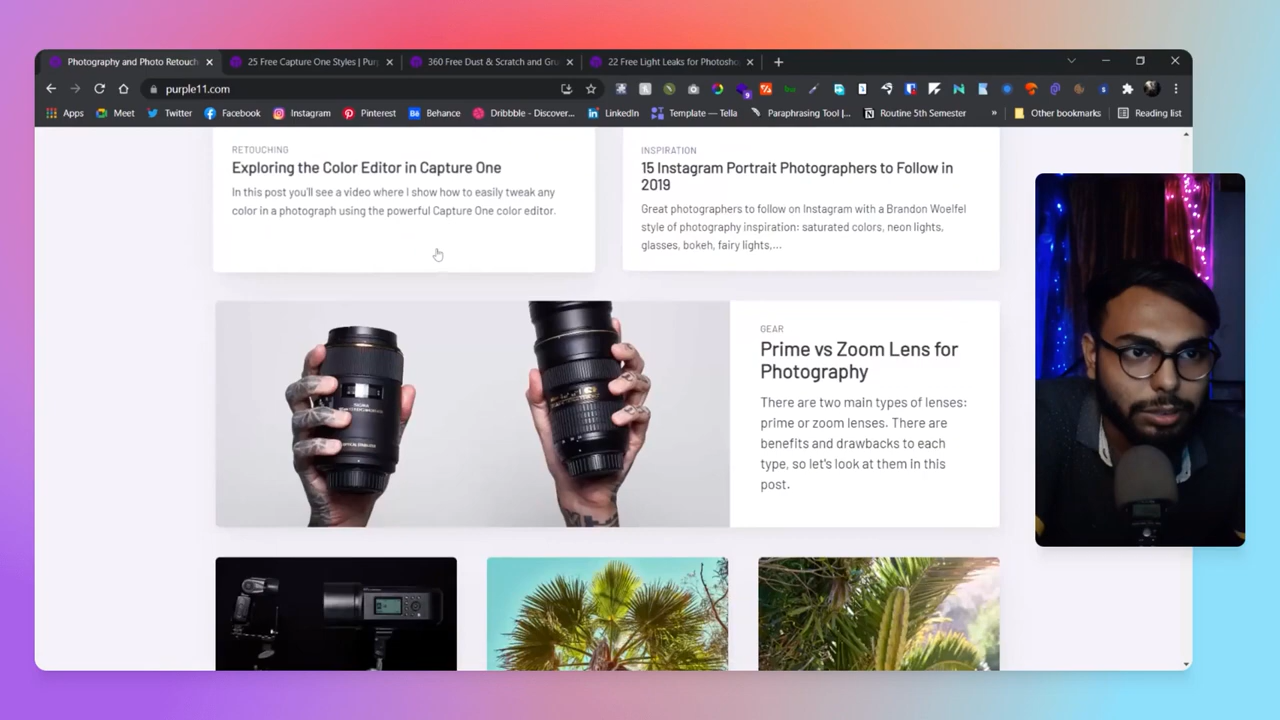 Photography and Photo Retouch
25 Free Capture One Styles | Pur
360 Free Dust & Scratch and Gru
22 Free Light Leaks for Photosho
purple11.com
Apps
Meet
Twitter
Facebook
Instagram
Pinterest
Behance
Dribbble - Discover...
LinkedIn
Template — Tella
Paraphrasing Tool |...
Routine 5th Semester
»
Other bookmarks
Reading list
RETOUCHING
Exploring the Color Editor in Capture One
In this post you'll see a video where I show how to easily tweak any
color in a photograph using the powerful Capture One color editor.
INSPIRATION
15 Instagram Portrait Photographers to Follow in
2019
Great photographers to follow on Instagram with a Brandon Woelfel
style of photography inspiration: saturated colors, neon lights,
glasses, bokeh, fairy lights,...
GEAR
Prime vs Zoom Lens for
Photography
There are two main types of lenses:
prime or zoom lenses. There are
benefits and drawbacks to each
type, so let's look at them in this
post.